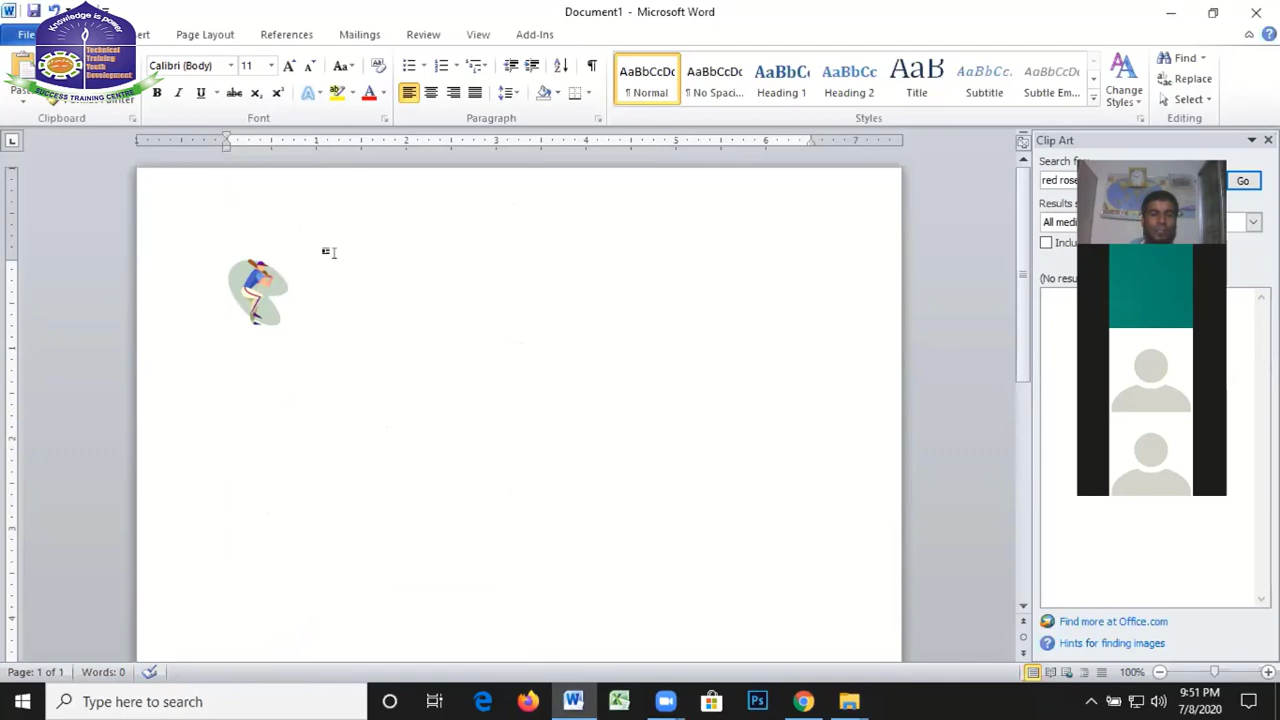 Document1 - Microsoft Word
File
Page Layout
References
Mailings
Review
View
Add-Ins
Knowledge is power
Technical
Training
Youth
Development
SUCCESS TRAINING CENTRE
Calibri (Body)
11
Clipboard
Font
Paragraph
AaBbCcDc
¶ Normal
AaBbCcDc
¶ No Spaci...
AaBbCc
Heading 1
AaBbCc
Heading 2
AaB
Title
AaBbCcL
Subtitle
AaBbCcDc
Subtle Em...
Change
Styles
Styles
Find
Replace
Select
Editing
Clip Art
Go
All medi
(No resu
Find more at Office.com
Hints for finding images
Page: 1 of 1
Words: 0
100%
Type here to search
9:51 PM
7/8/2020